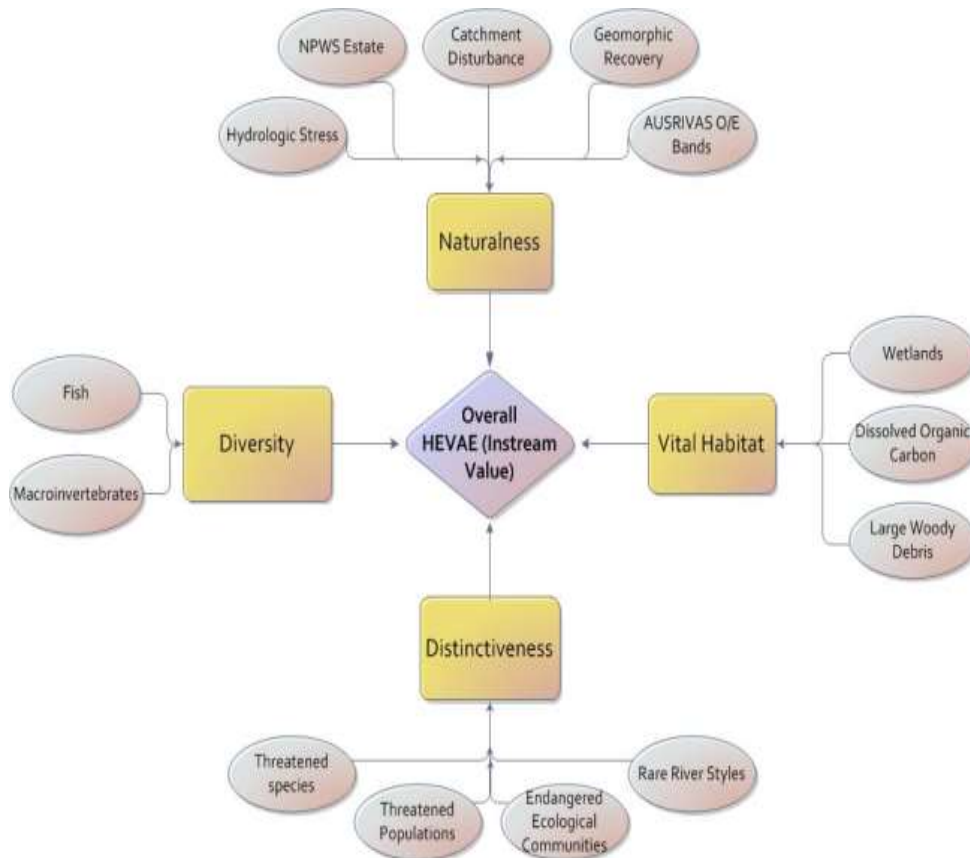 NPWS Estate
Catchment
Disturbance
Geomorphic
Recovery
Hydrologic Stress
AUSRIVAS O/E
Bands
Naturalness
Fish
Macroinvertebrates
Diversity
Overall
HEVAE (Instream
Value)
Vital Habitat
Wetlands
Dissolved Organic
Carbon
Large Woody
Debris
Distinctiveness
Threatened
species
Threatened
Populations
Endangered
Ecological
Communities
Rare River Styles